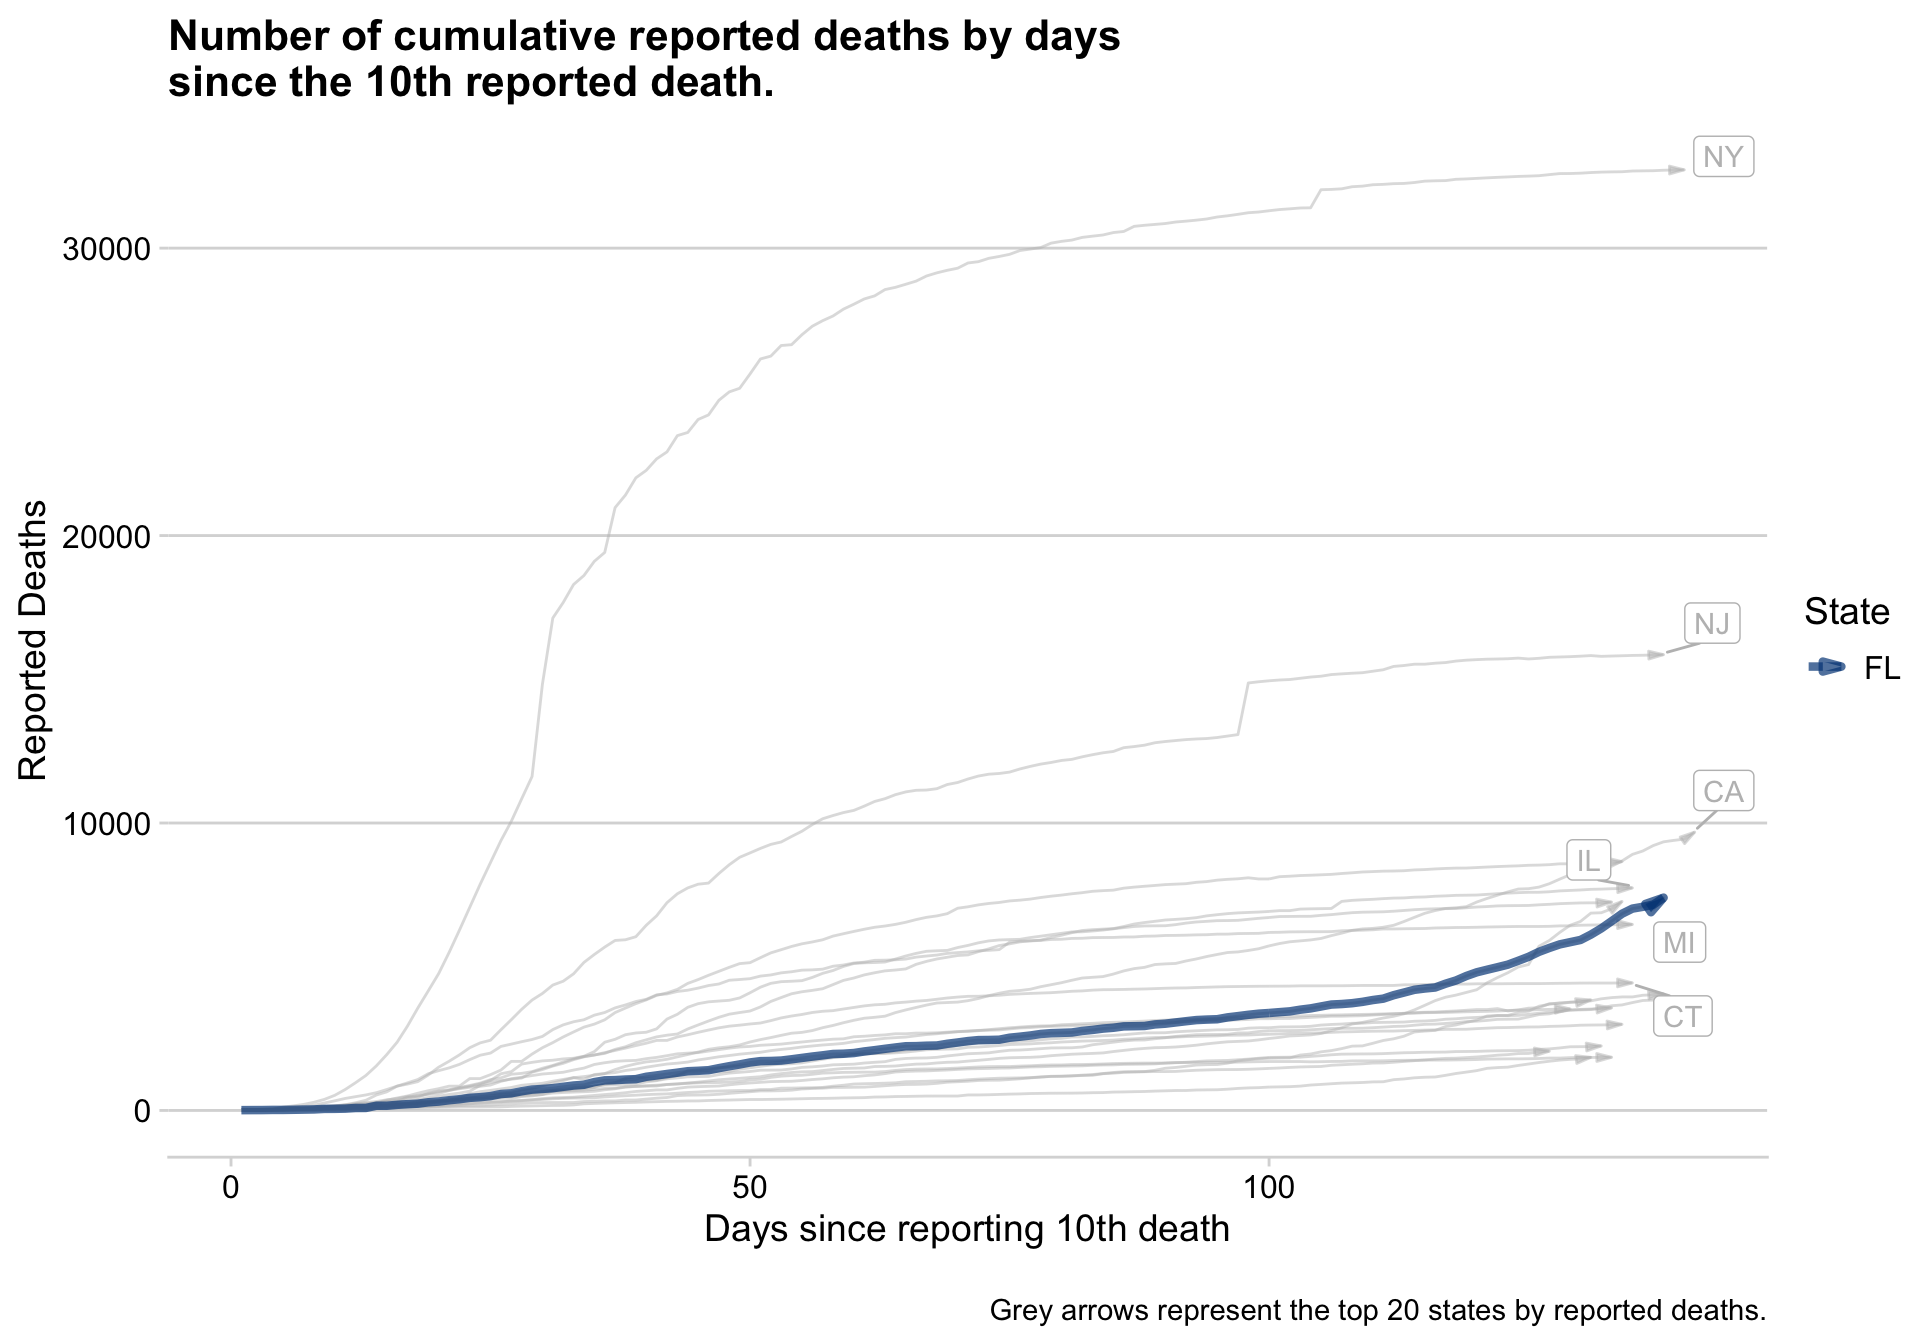 Number of cumulative reported deaths by days
since the 10th reported death.
NY
30000
20000
Reported Deaths
NJ
State
FL
CA
10000
IL
MI
CT
0
0
50
100
Days since reporting 10th death
Grey arrows represent the top 20 states by reported deaths.